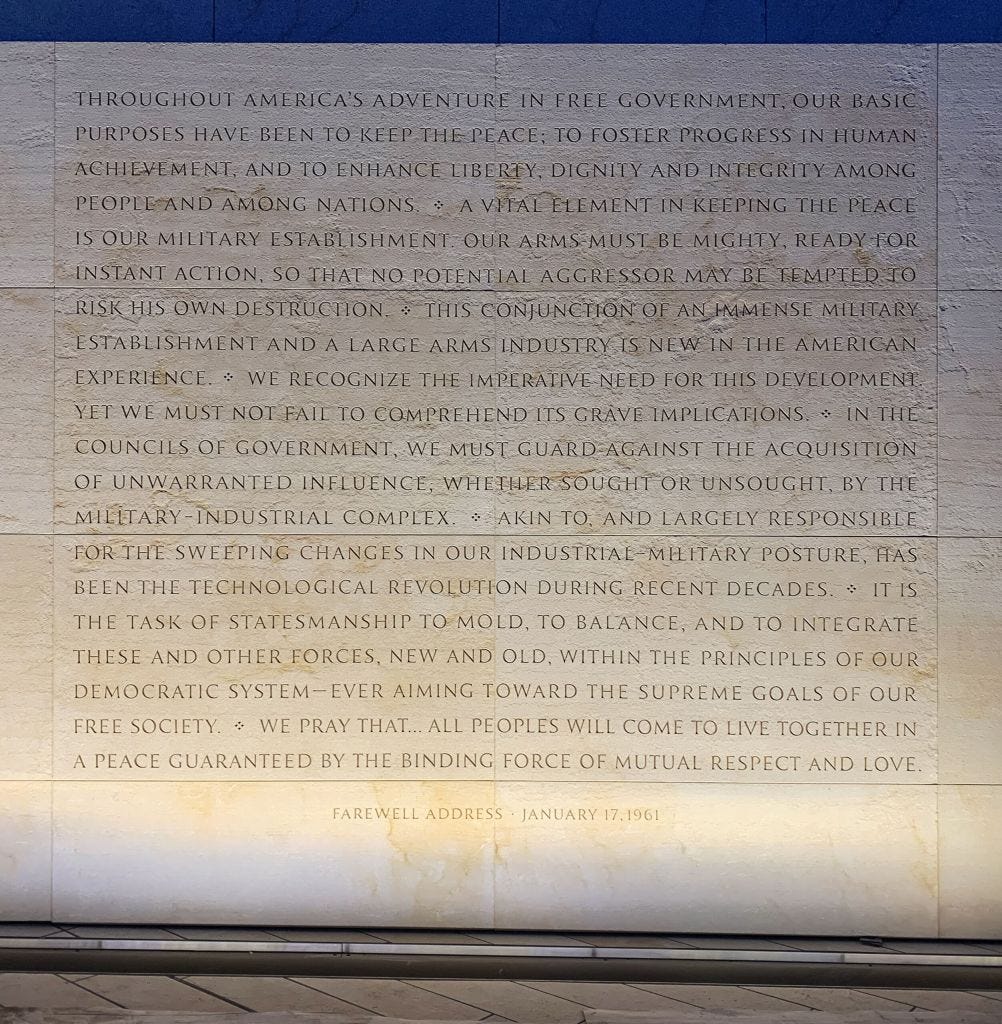 THROUGHOUT AMERICA'S ADVENTURE IN FREE GOVERNMENT, OUR BASIC
PURPOSES HAVE BEEN TO KEEP THE PEACE; TO FOSTER PROGRESS IN HUMAN
ACHIEVEMENT, AND TO ENHANCE LIBERTY, DIGNITY AND INTEGRITY AMONG
PEOPLE AND AMONG NATIONS. ⁘ A VITAL ELEMENT IN KEEPING THE PEACE
IS OUR MILITARY ESTABLISHMENT. OUR ARMS MUST BE MIGHTY, READY FOR
INSTANT ACTION, SO THAT NO POTENTIAL AGGRESSOR MAY BE TEMPTED TO
RISK HIS OWN DESTRUCTION. ⁘ THIS CONJUNCTION OF AN IMMENSE MILITARY
ESTABLISHMENT AND A LARGE ARMS INDUSTRY IS NEW IN THE AMERICAN
EXPERIENCE. ⁘ WE RECOGNIZE THE IMPERATIVE NEED FOR THIS DEVELOPMENT.
YET WE MUST NOT FAIL TO COMPREHEND ITS GRAVE IMPLICATIONS. ⁘ IN THE
COUNCILS OF GOVERNMENT, WE MUST GUARD AGAINST THE ACQUISITION
OF UNWARRANTED INFLUENCE, WHETHER SOUGHT OR UNSOUGHT, BY THE
MILITARY-INDUSTRIAL COMPLEX. ⁘ AKIN TO, AND LARGELY RESPONSIBLE
FOR THE SWEEPING CHANGES IN OUR INDUSTRIAL-MILITARY POSTURE, HAS
BEEN THE TECHNOLOGICAL REVOLUTION DURING RECENT DECADES. ⁘ IT IS
THE TASK OF STATESMANSHIP TO MOLD, TO BALANCE, AND TO INTEGRATE
THESE AND OTHER FORCES, NEW AND OLD, WITHIN THE PRINCIPLES OF OUR
DEMOCRATIC SYSTEM—EVER AIMING TOWARD THE SUPREME GOALS OF OUR
FREE SOCIETY. ⁘ WE PRAY THAT... ALL PEOPLES WILL COME TO LIVE TOGETHER IN
A PEACE GUARANTEED BY THE BINDING FORCE OF MUTUAL RESPECT AND LOVE.
FAREWELL ADDRESS · JANUARY 17, 1961